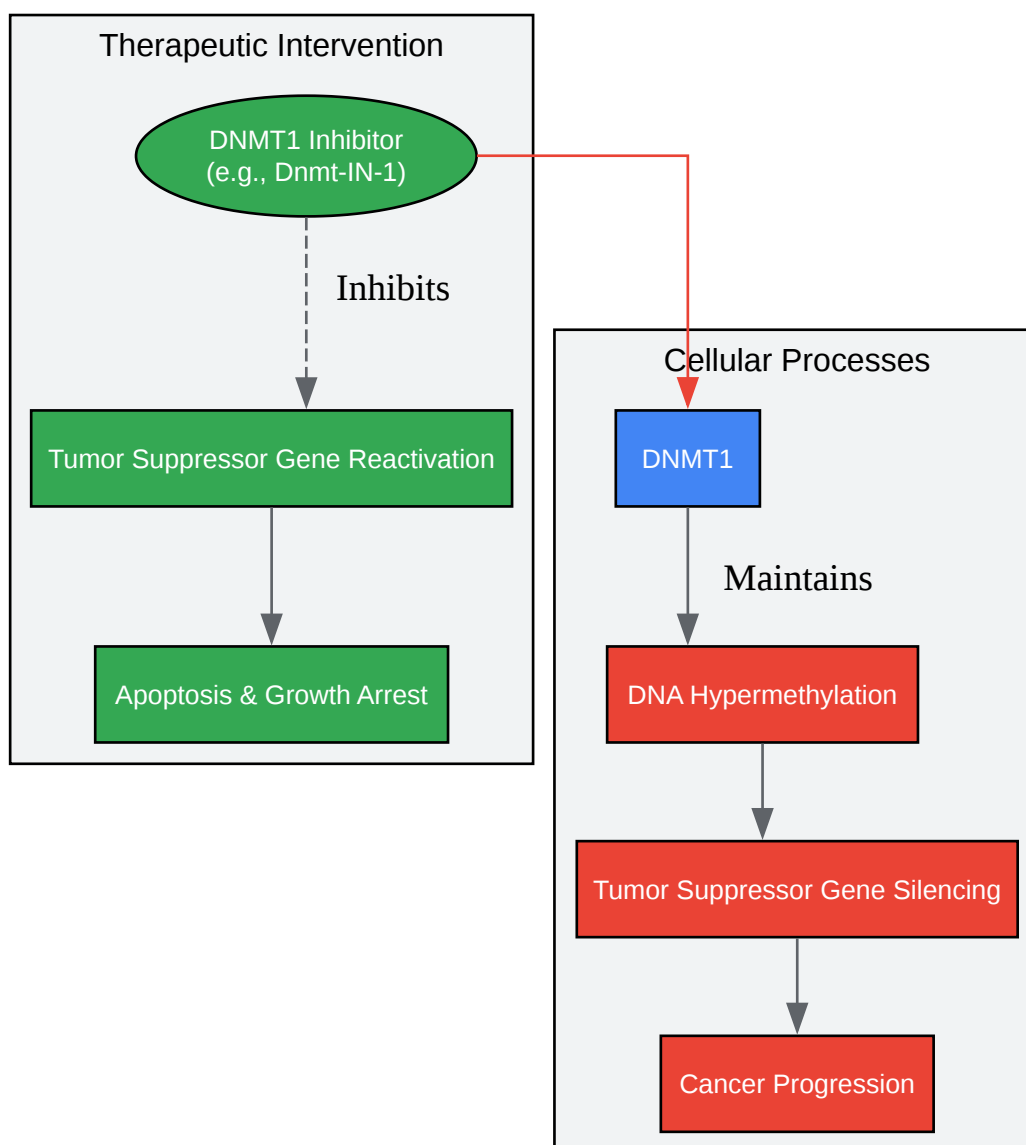 Therapeutic Intervention
DNMT1 Inhibitor
(e.g., Dnmt-IN-1)
Inhibits
Tumor Suppressor Gene Reactivation
Apoptosis & Growth Arrest
Cellular Processes
DNMT1
Maintains
DNA Hypermethylation
Tumor Suppressor Gene Silencing
Cancer Progression